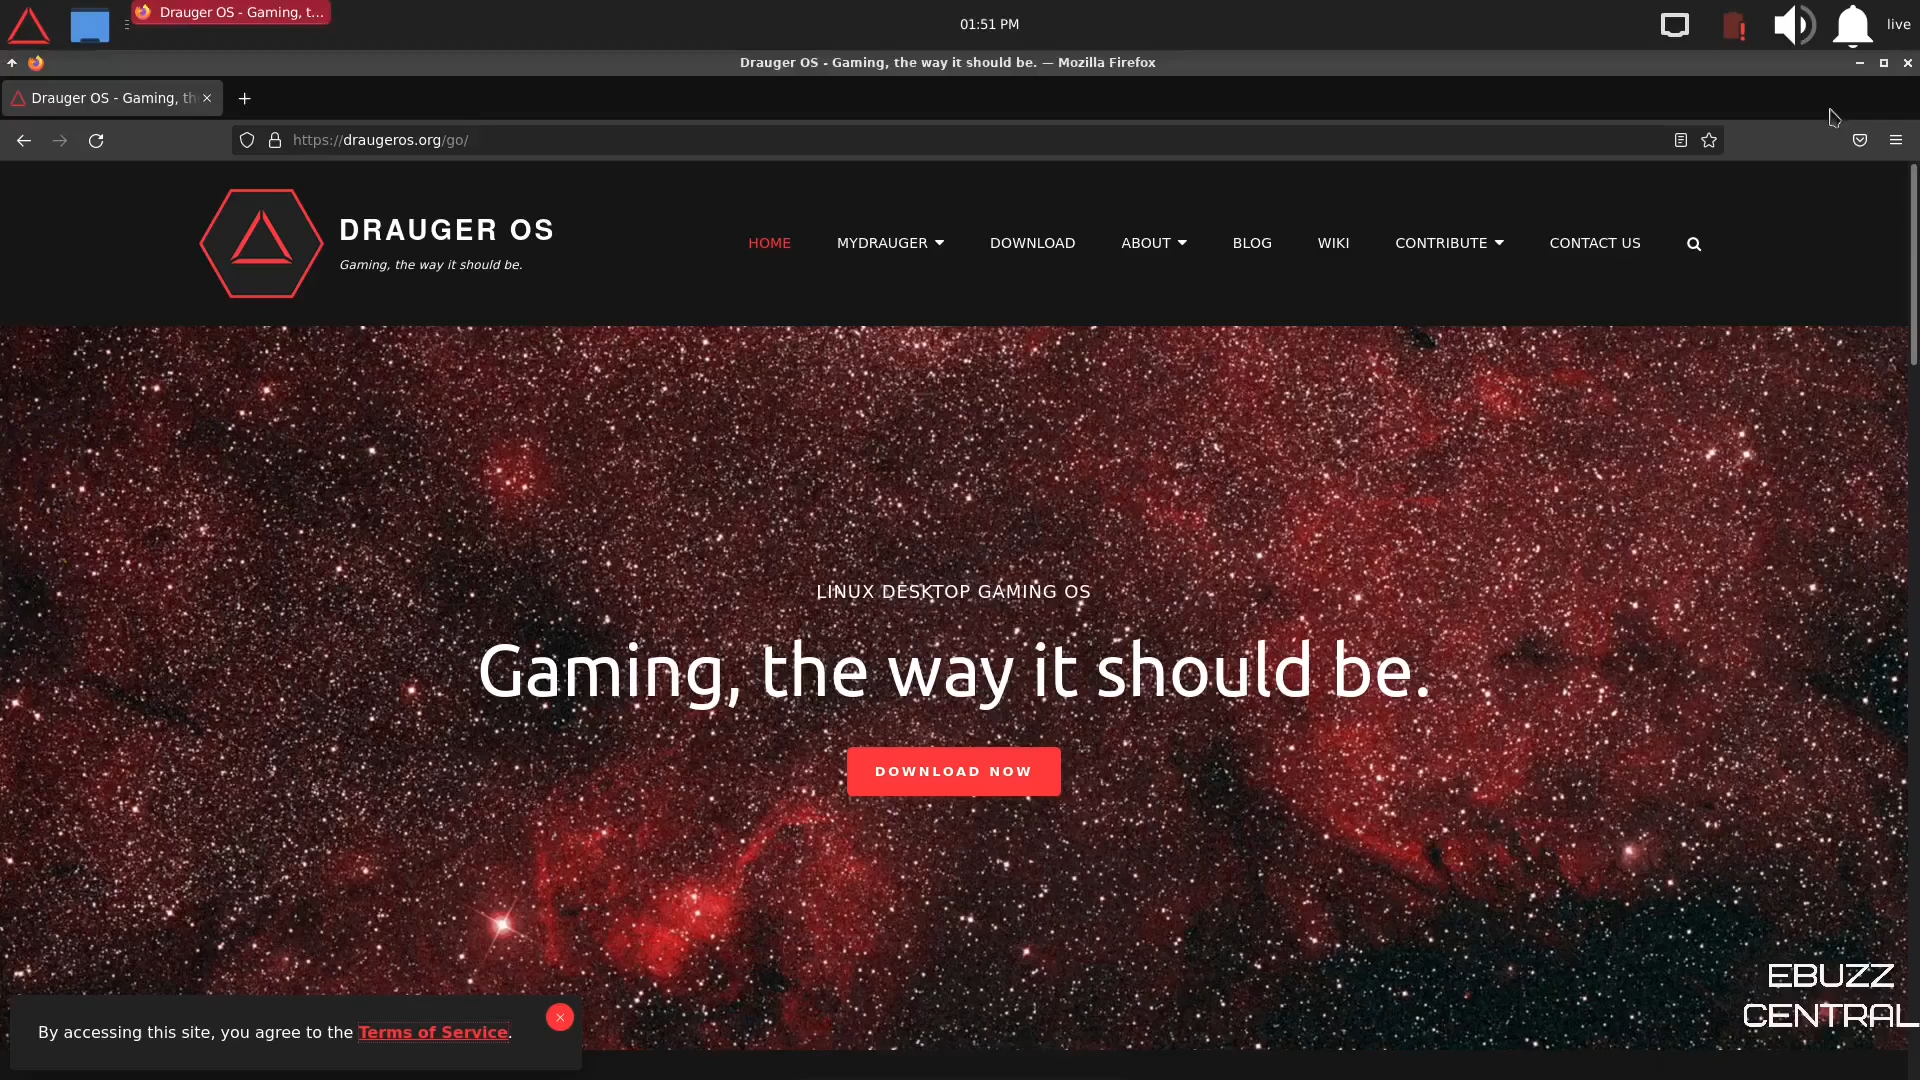 Drauger OS - Gaming, t...
01:51 PM
live
Drauger OS - Gaming, the way it should be. — Mozilla Firefox
Drauger OS - Gaming, th
https://draugeros.org/go/
DRAUGER OS
Gaming, the way it should be.
HOME MYDRAUGER DOWNLOAD ABOUT BLOG WIKI CONTRIBUTE CONTACT US
LINUX DESKTOP GAMING OS
Gaming, the way it should be.
DOWNLOAD NOW
EBUZZ
CENTRAL
By accessing this site, you agree to the Terms of Service.